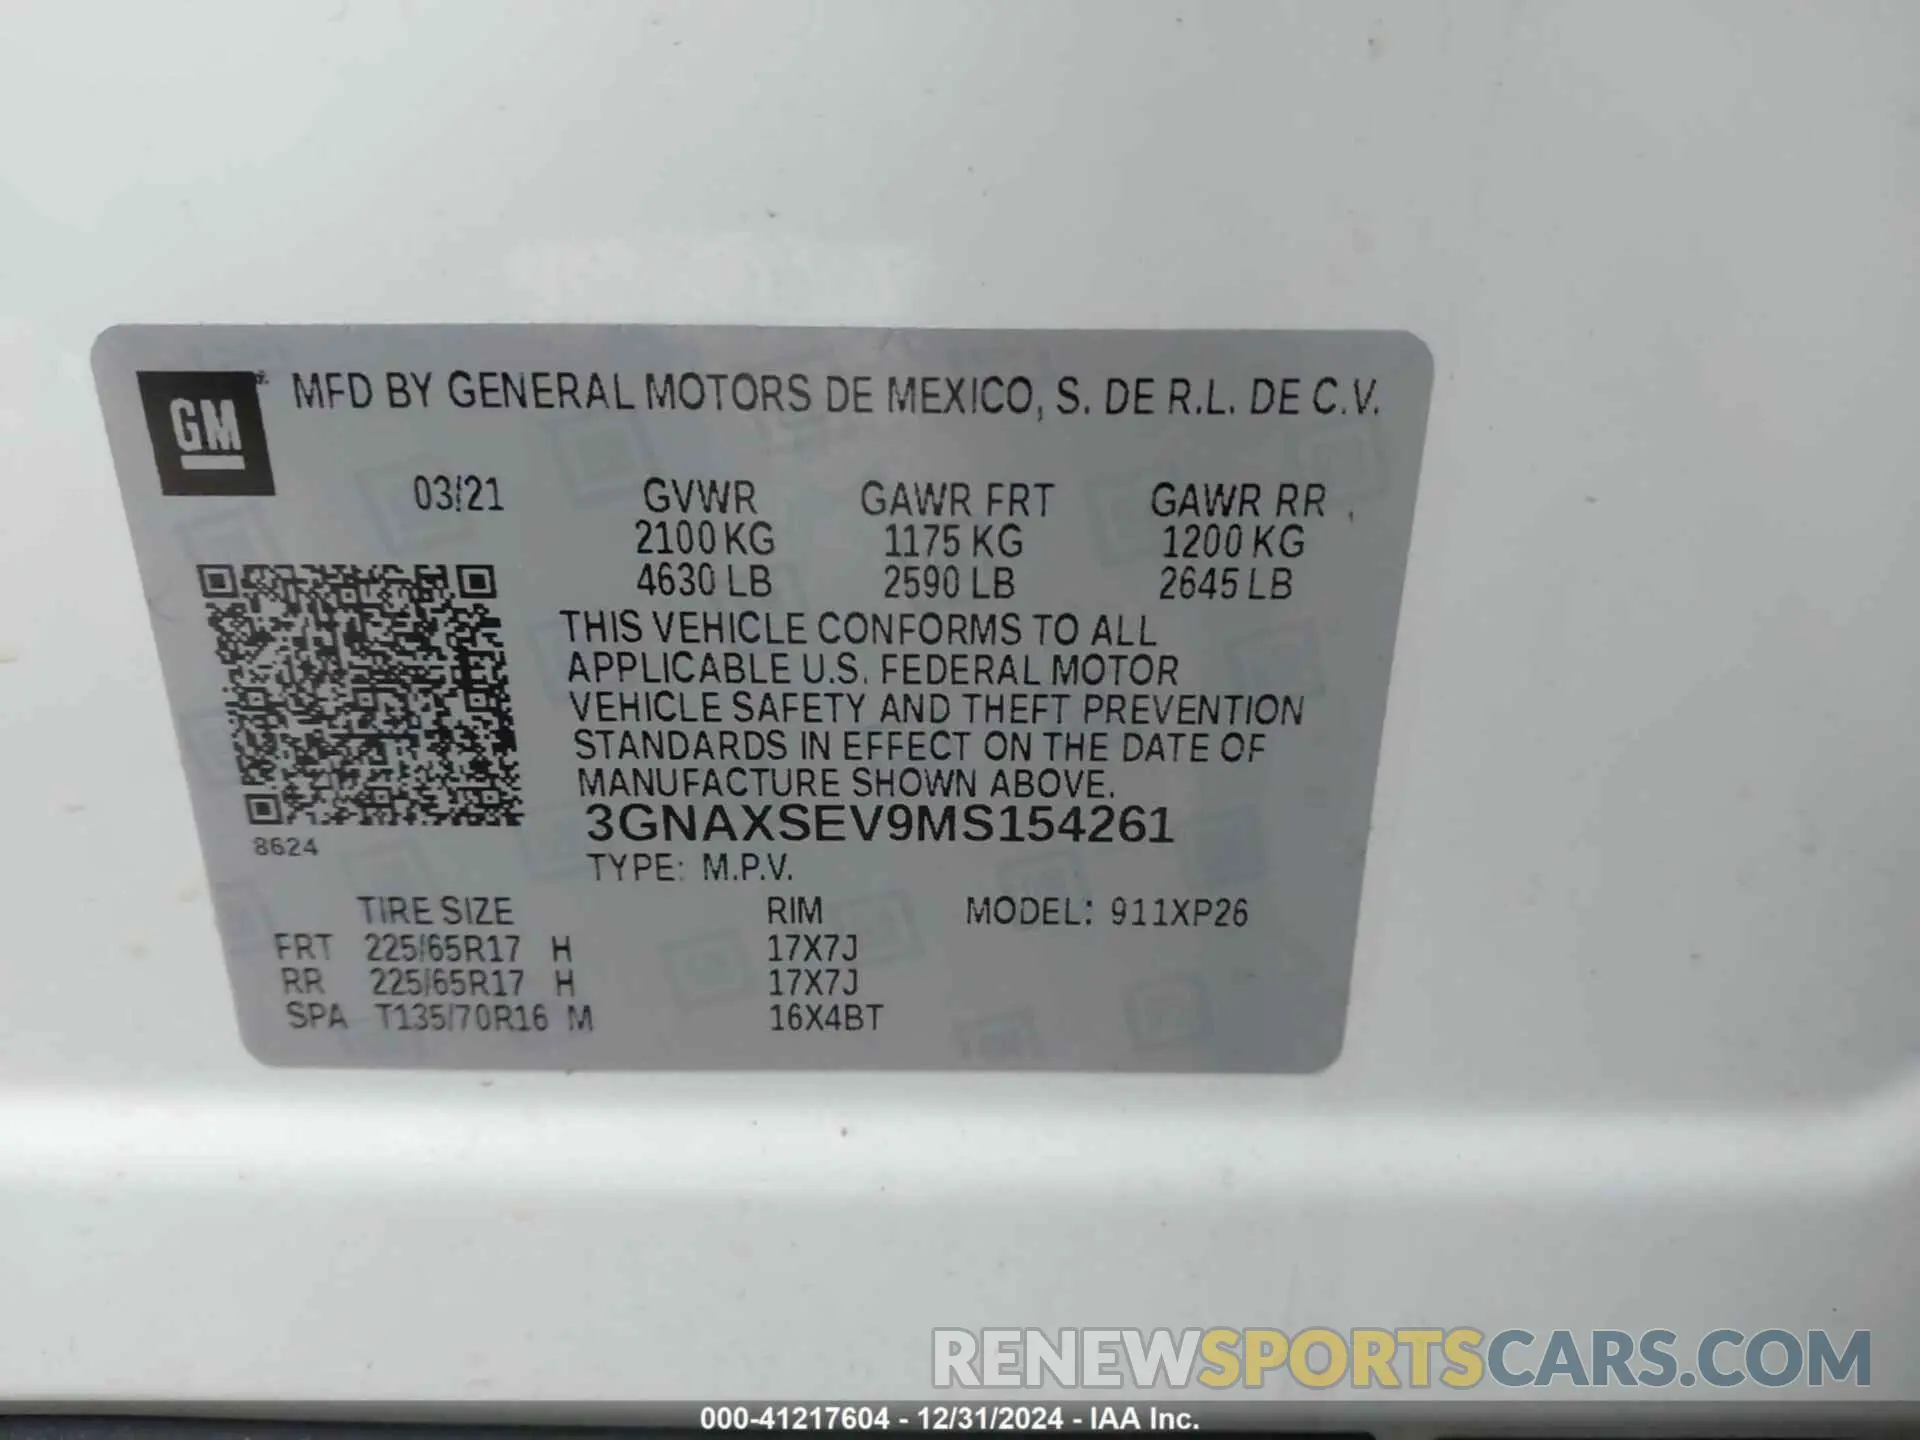 GM
MFD BY GENERAL MOTORS DE MEXICO, S. DE R.L. DE C.V.
03/21 GVWR GAWR FRT GAWR RR
2100 KG 1175 KG 1200 KG
4630 LB 2590 LB 2645 LB
THIS VEHICLE CONFORMS TO ALL
APPLICABLE U.S. FEDERAL MOTOR
VEHICLE SAFETY AND THEFT PREVENTION
STANDARDS IN EFFECT ON THE DATE OF
MANUFACTURE SHOWN ABOVE.
3GNAXSEV9MS154261
8624
TYPE: M.P.V.
TIRE SIZE RIM MODEL: 911XP26
FRT 225/65R17 H 17X7J
RR 225/65R17 H 17X7J
SPA T135/70R16 M 16X4BT
RENEWSPORTSCARS.COM
000-41217604 - 12/31/2024 - IAA Inc.